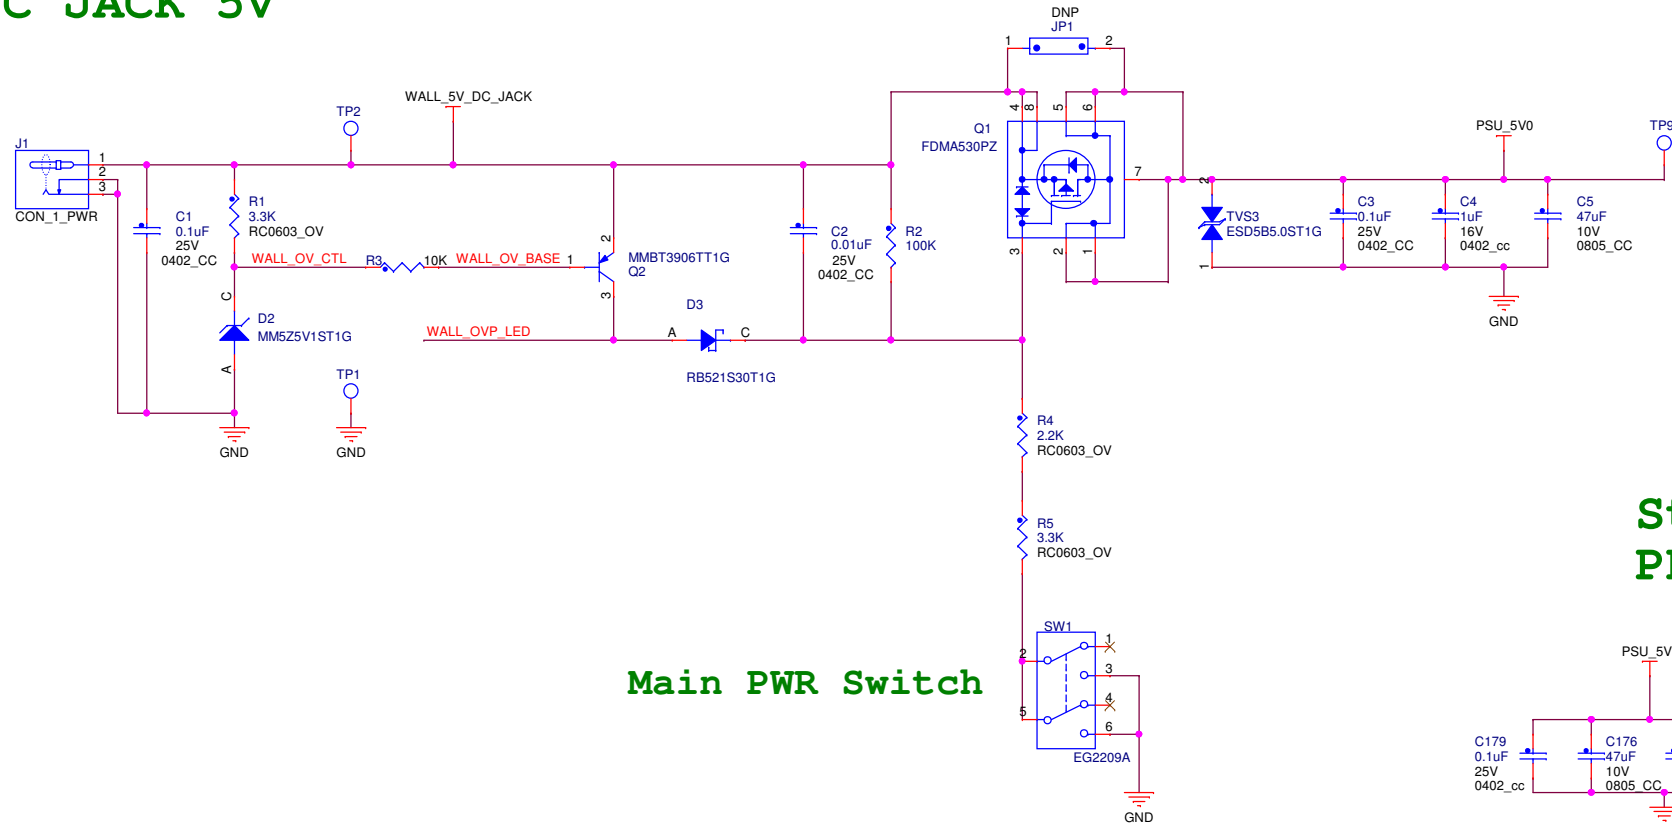 C JACK 5V
DNP
JP1
1
2
WALL_5V_DC_JACK
TP2
J1
1
2
3
CON_1_PWR
4
8
5
6
Q1
FDMA530PZ
7
3
2
1
PSU_5V0
TP9
C1
0.1uF
25V
0402_CC
R1
3.3K
RC0603_OV
WALL_OV_CTL
R3
10K
WALL_OV_BASE
1
2
3
MMBT3906TT1G
Q2
C2
0.01uF
25V
0402_CC
R2
100K
2
1
TVS3
ESD5B5.0ST1G
C3
0.1uF
25V
0402_CC
C4
1uF
16V
0402_cc
C5
47uF
10V
0805_CC
GND
C
D2
MM5Z5V1ST1G
A
GND
TP1
GND
WALL_OVP_LED
D3
A
C
RB521S30T1G
R4
2.2K
RC0603_OV
R5
3.3K
RC0603_OV
SW1
2
5
1
3
4
6
EG2209A
GND
Main PWR Switch
PSU_5V
C179
0.1uF
25V
0402_cc
C176
47uF
10V
0805_CC